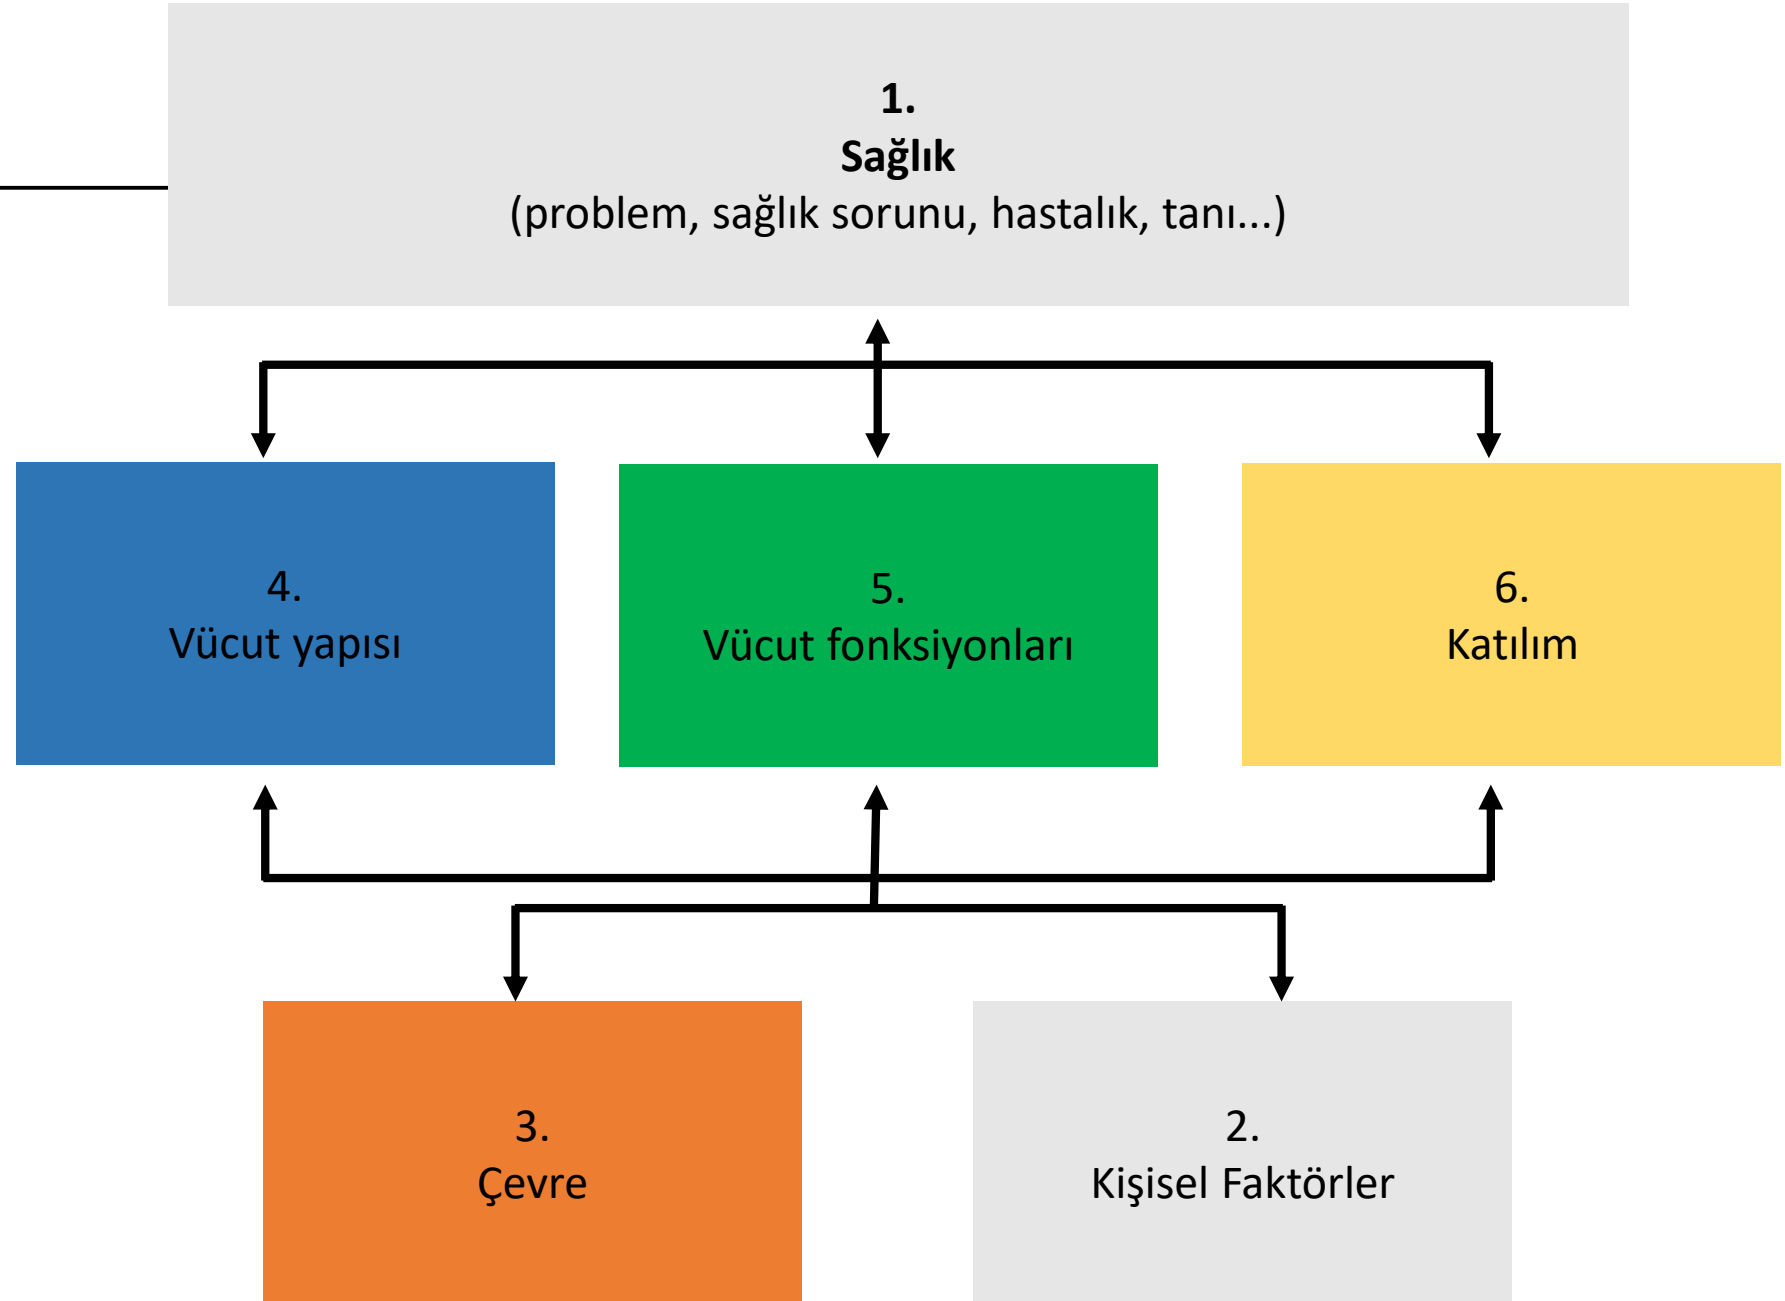 1.
Sağlık
(problem, sağlık sorunu, hastalık, tanı...)
4.
Vücut yapısı
5.
Vücut fonksiyonları
6.
Katılım
3.
Çevre
2.
Kişisel Faktörler